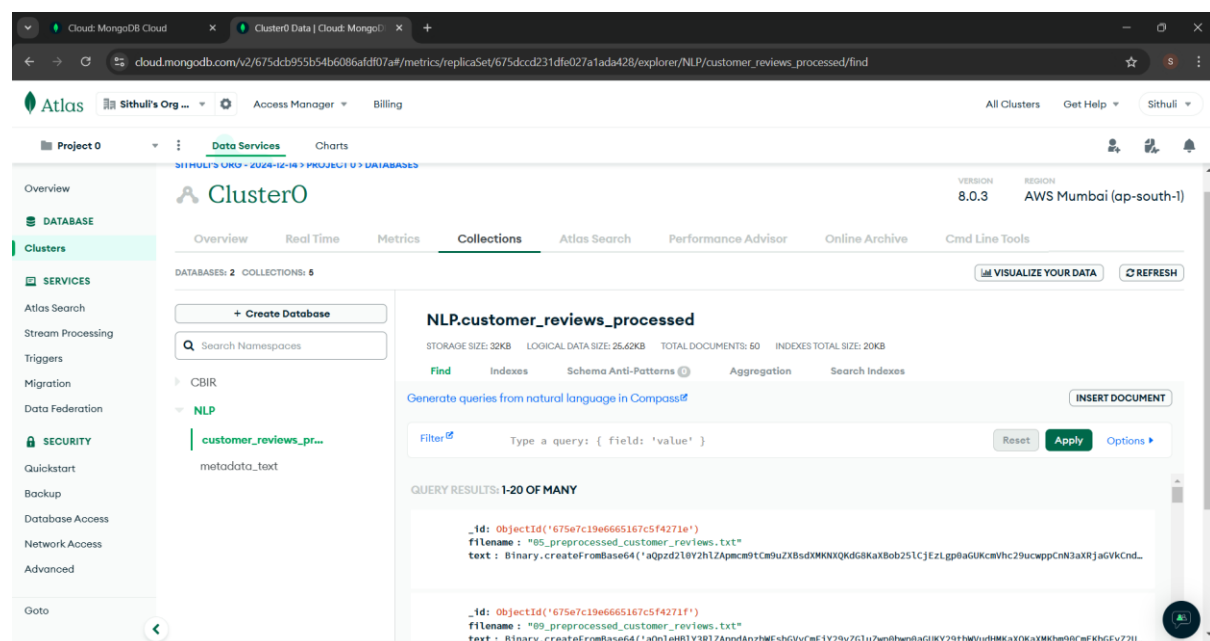 Cloud: MongoDB Cloud
Cluster0 Data | Cloud: MongoD
cloud.mongodb.com/v2/675dcb955b54b6086afdf07a#/metrics/replicaSet/675dccd231dfe027a1ada428/explorer/NLP/customer_reviews_processed/find
S
Atlas Sithuli's Org ... Access Manager Billing All Clusters Get Help Sithuli
Project 0 Data Services Charts
SITHULI'S ORG - 2024-12-14 > PROJECT 0 > DATABASES
Overview
DATABASE
Clusters
SERVICES
Atlas Search
Stream Processing
Triggers
Migration
Data Federation
SECURITY
Quickstart
Backup
Database Access
Network Access
Advanced
Goto
Cluster0
VERSION REGION
8.0.3 AWS Mumbai (ap-south-1)
Overview Real Time Metrics Collections Atlas Search Performance Advisor Online Archive Cmd Line Tools
DATABASES: 2 COLLECTIONS: 5 VISUALIZE YOUR DATA REFRESH
+ Create Database
Search Namespaces
CBIR
NLP
customer_reviews_pr...
metadata_text
NLP.customer_reviews_processed
STORAGE SIZE: 32KB LOGICAL DATA SIZE: 25.62KB TOTAL DOCUMENTS: 50 INDEXES TOTAL SIZE: 20KB
Find Indexes Schema Anti-Patterns 0 Aggregation Search Indexes
Generate queries from natural language in Compass INSERT DOCUMENT
Filter Type a query: { field: 'value' } Reset Apply Options
QUERY RESULTS: 1-20 OF MANY
_id: ObjectId('675e7c19e6665167c5f4271e')
filename : "05_preprocessed_customer_reviews.txt"
text : Binary.createFromBase64('
_id: ObjectId('675e7c19e6665167c5f4271f')
filename : "09_preprocessed_customer_reviews.txt"
text : Binary.createFromBase64('